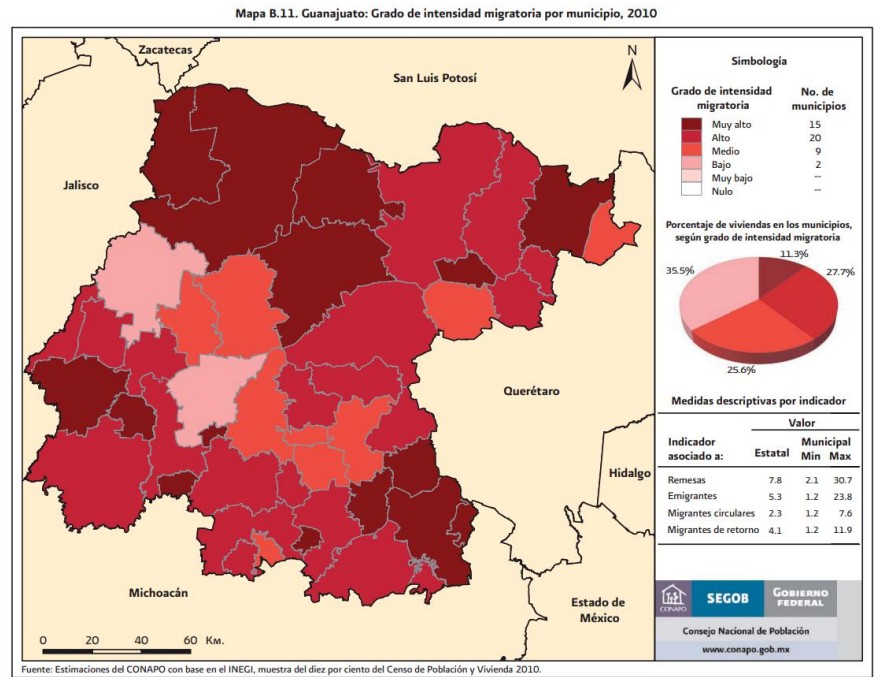 Mapa B.11. Guanajuato: Grado de intensidad migratoria por municipio, 2010
Zacatecas
San Luis Potosí
N
Jalisco
Querétaro
Hidalgo
Michoacán
Estado de
México
0 20 40 60 Km.
Simbología
Grado de intensidad migratoria No. de municipios
Muy alto 15
Alto 20
Medio 9
Bajo 2
Muy bajo --
Nulo --
Porcentaje de viviendas en los municipios,
según grado de intensidad migratoria
11.3%
35.5%
27.7%
25.6%
Medidas descriptivas por indicador
Valor
Indicador Municipal
asociado a: Estatal Min Max
Remesas 7.8 2.1 30.7
Emigrantes 5.3 1.2 23.8
Migrantes circulares 2.3 1.2 7.6
Migrantes de retorno 4.1 1.2 11.9
CONAPO
SEGOB
GOBIERNO
FEDERAL
Consejo Nacional de Población
www.conapo.gob.mx
Fuente: Estimaciones del CONAPO con base en el INEGI, muestra del diez por ciento del Censo de Población y Vivienda 2010.